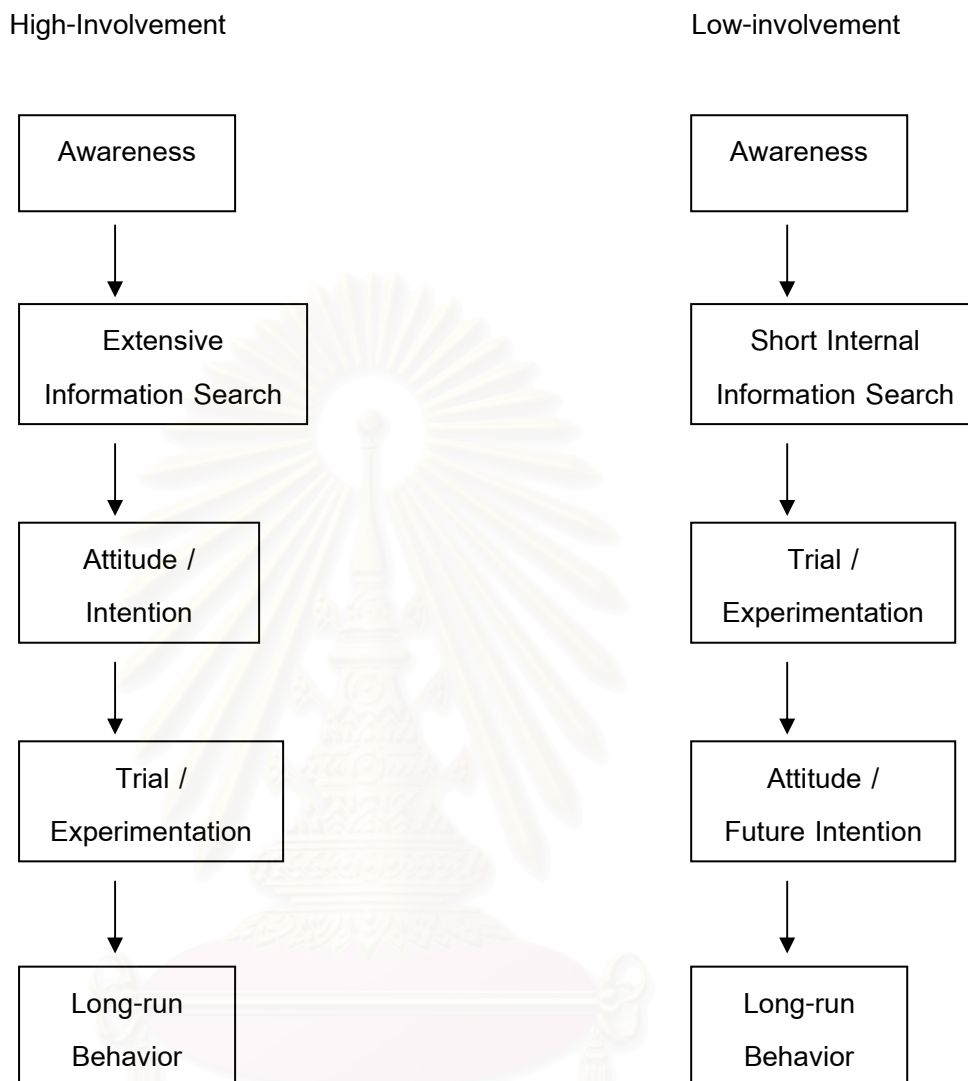 High-Involvement
Low-involvement
Awareness
Extensive
Information Search
Attitude /
Intention
Trial /
Experimentation
Long-run
Behavior
Awareness
Short Internal
Information Search
Trial /
Experimentation
Attitude /
Future Intention
Long-run
Behavior